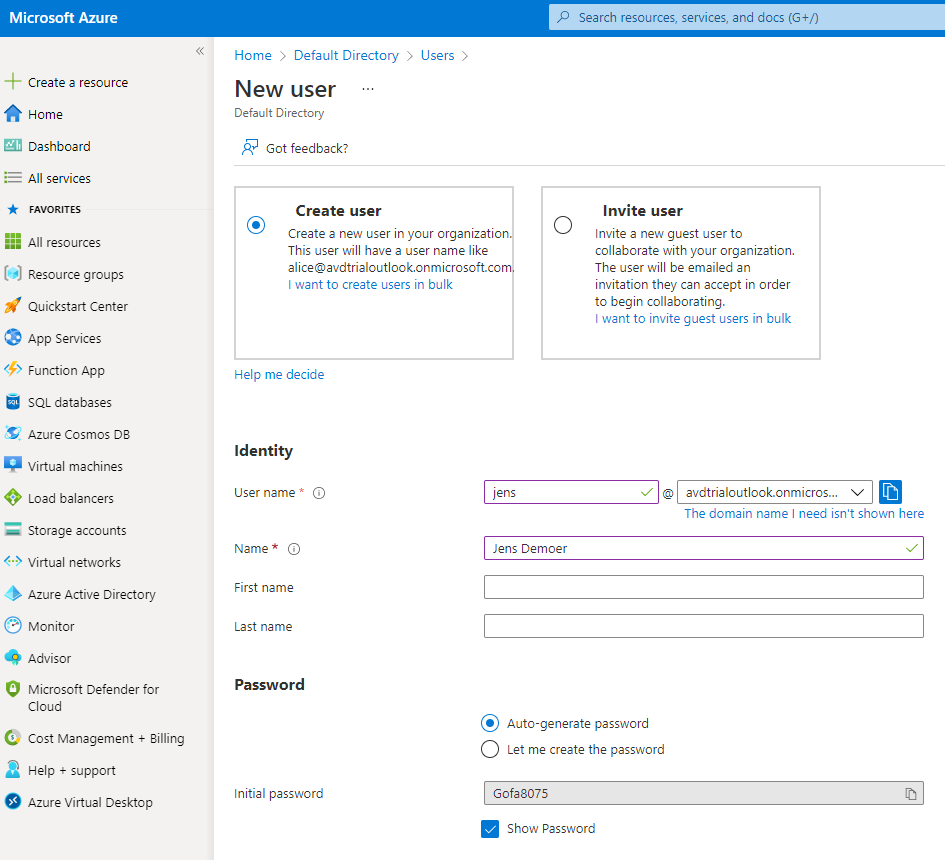 Microsoft Azure
Search resources, services, and docs (G+/)
«
Create a resource
Home
Dashboard
All services
FAVORITES
All resources
Resource groups
Quickstart Center
App Services
Function App
SQL databases
Azure Cosmos DB
Virtual machines
Load balancers
Storage accounts
Virtual networks
Azure Active Directory
Monitor
Advisor
Microsoft Defender for
Cloud
Cost Management + Billing
Help + support
Azure Virtual Desktop
Home > Default Directory > Users >
New user ...
Default Directory
Got feedback?
Create user
Create a new user in your organization.
This user will have a user name like
alice@avdtrialoutlook.onmicrosoft.com.
I want to create users in bulk
Invite user
Invite a new guest user to
collaborate with your organization.
The user will be emailed an
invitation they can accept in order
to begin collaborating.
I want to invite guest users in bulk
Help me decide
Identity
User name * jens @ avdtrialoutlook.onmicros...
The domain name I need isn't shown here
Name * Jens Demoer
First name
Last name
Password
Auto-generate password
Let me create the password
Initial password Gofa8075
Show Password